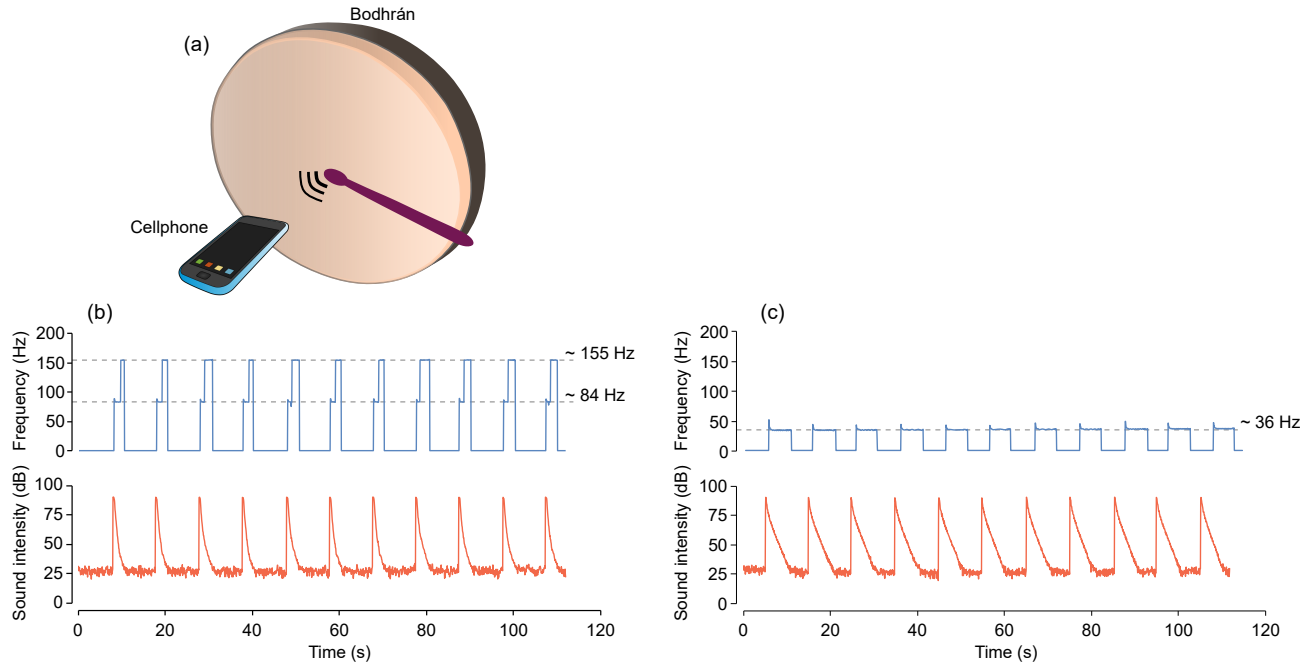 Bodhrán
(a)
Cellphone
(b)
Frequency (Hz)
200
150
100
50
0
~ 155 Hz
~ 84 Hz
Sound intensity (dB)
100
75
50
25
0
0 20 40 60 80 100 120
Time (s)
(c)
Frequency (Hz)
200
150
100
50
0
~ 36 Hz
Sound intensity (dB)
100
75
50
25
0
0 20 40 60 80 100 120
Time (s)